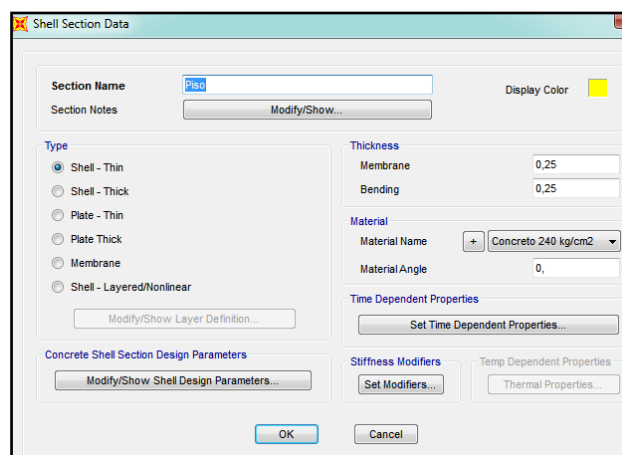 Shell Section Data
Section Name
Piso
Display Color
Section Notes
Modify/Show...
Type
Shell - Thin
Shell - Thick
Plate - Thin
Plate Thick
Membrane
Shell - Layered/Nonlinear
Modify/Show Layer Definition...
Concrete Shell Section Design Parameters
Modify/Show Shell Design Parameters...
Thickness
Membrane
0,25
Bending
0,25
Material
Material Name
+
Concreto 240 kg/cm2
Material Angle
0,
Time Dependent Properties
Set Time Dependent Properties...
Stiffness Modifiers
Set Modifiers...
Temp Dependent Properties
Thermal Properties...
OK
Cancel